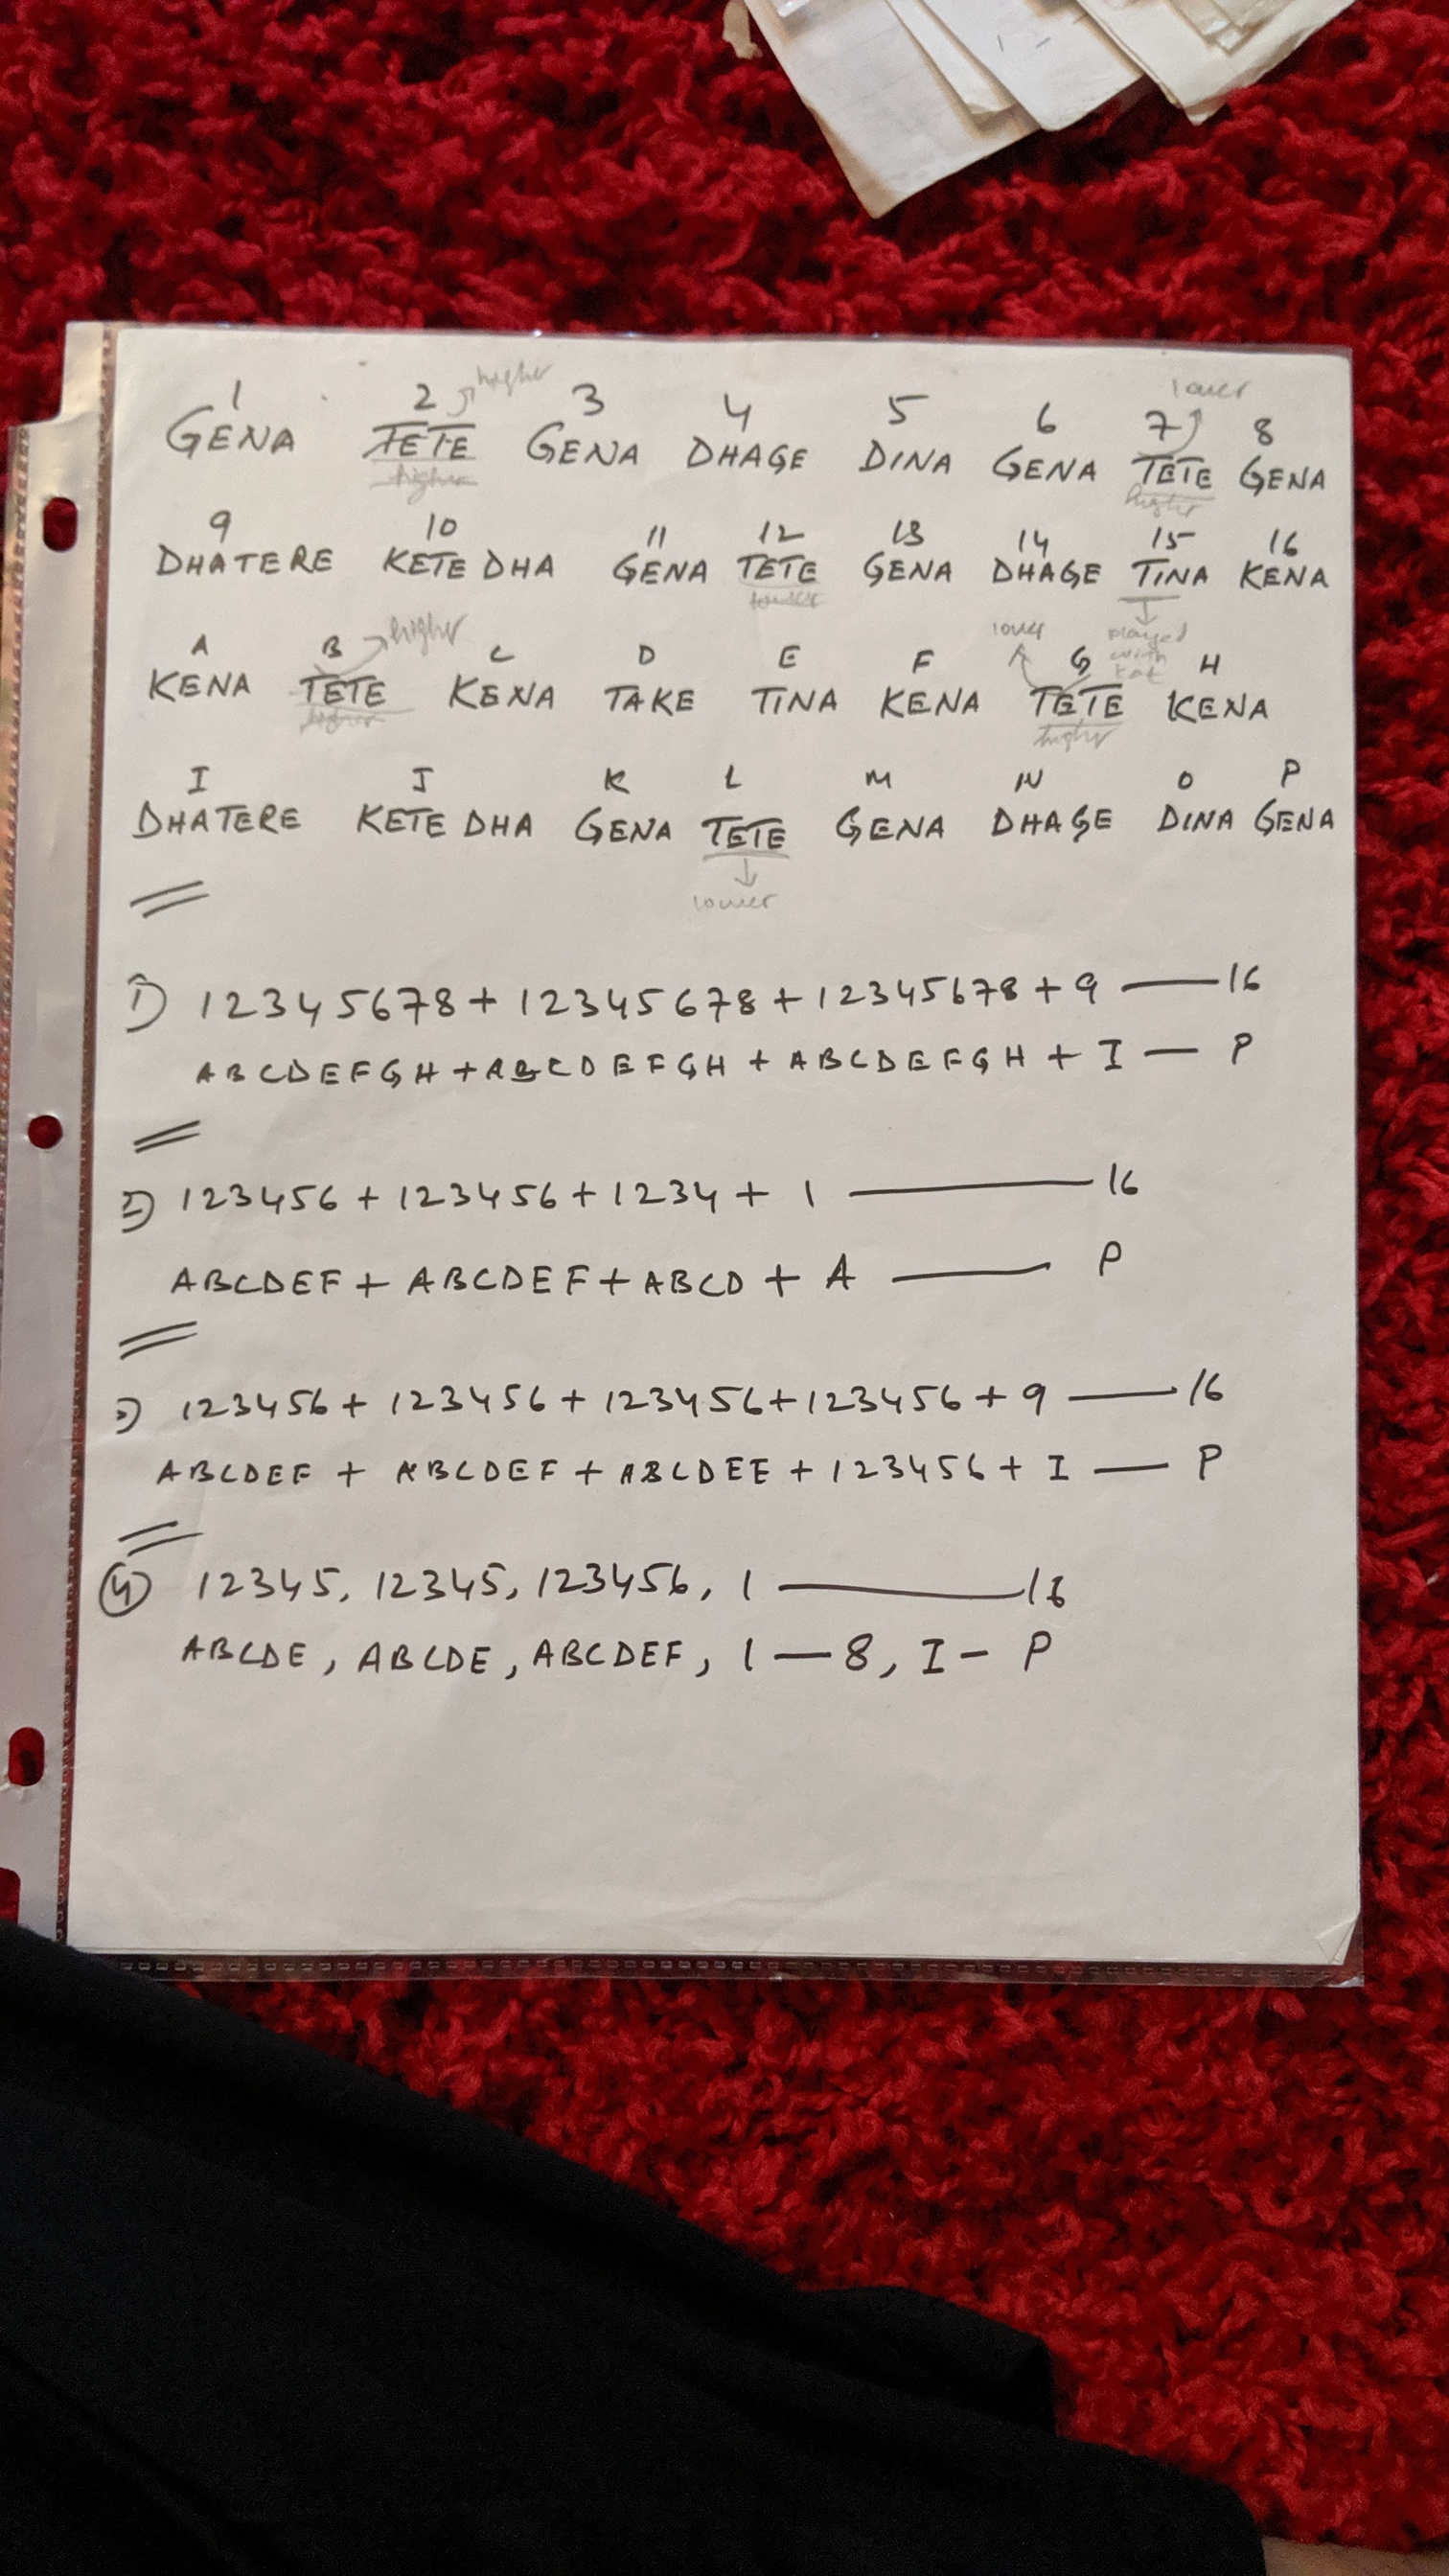 1 2 higher 3 4 5 6 7 lower 8
GENA TETE GENA DHAGE DINA GENA TETE GENA
higher higher
9 10 11 12 13 14 15 16
DHATERE KETE DHA GENA TETE GENA DHAGE TINA KENA
lower
A B higher C D E F lower G played with kat H
KENA TETE KENA TAKE TINA KENA TETE KENA
higher higher
I J K L M N O P
DHATERE KETE DHA GENA TETE GENA DHAGE DINA GENA
lower
1) 12345678 + 12345678 + 12345678 + 9 — 16
ABCDEFGH + ABCDEFGH + ABCDEFGH + I — P
2) 123456 + 123456 + 1234 + 1 — 16
ABCDEF + ABCDEF + ABCD + A — P
3) 123456 + 123456 + 123456 + 123456 + 9 — 16
ABCDEF + ABCDEF + ABCDEE + 123456 + I — P
4) 12345, 12345, 123456, 1 — 16
ABCDE, ABCDE, ABCDEF, 1 — 8, I — P